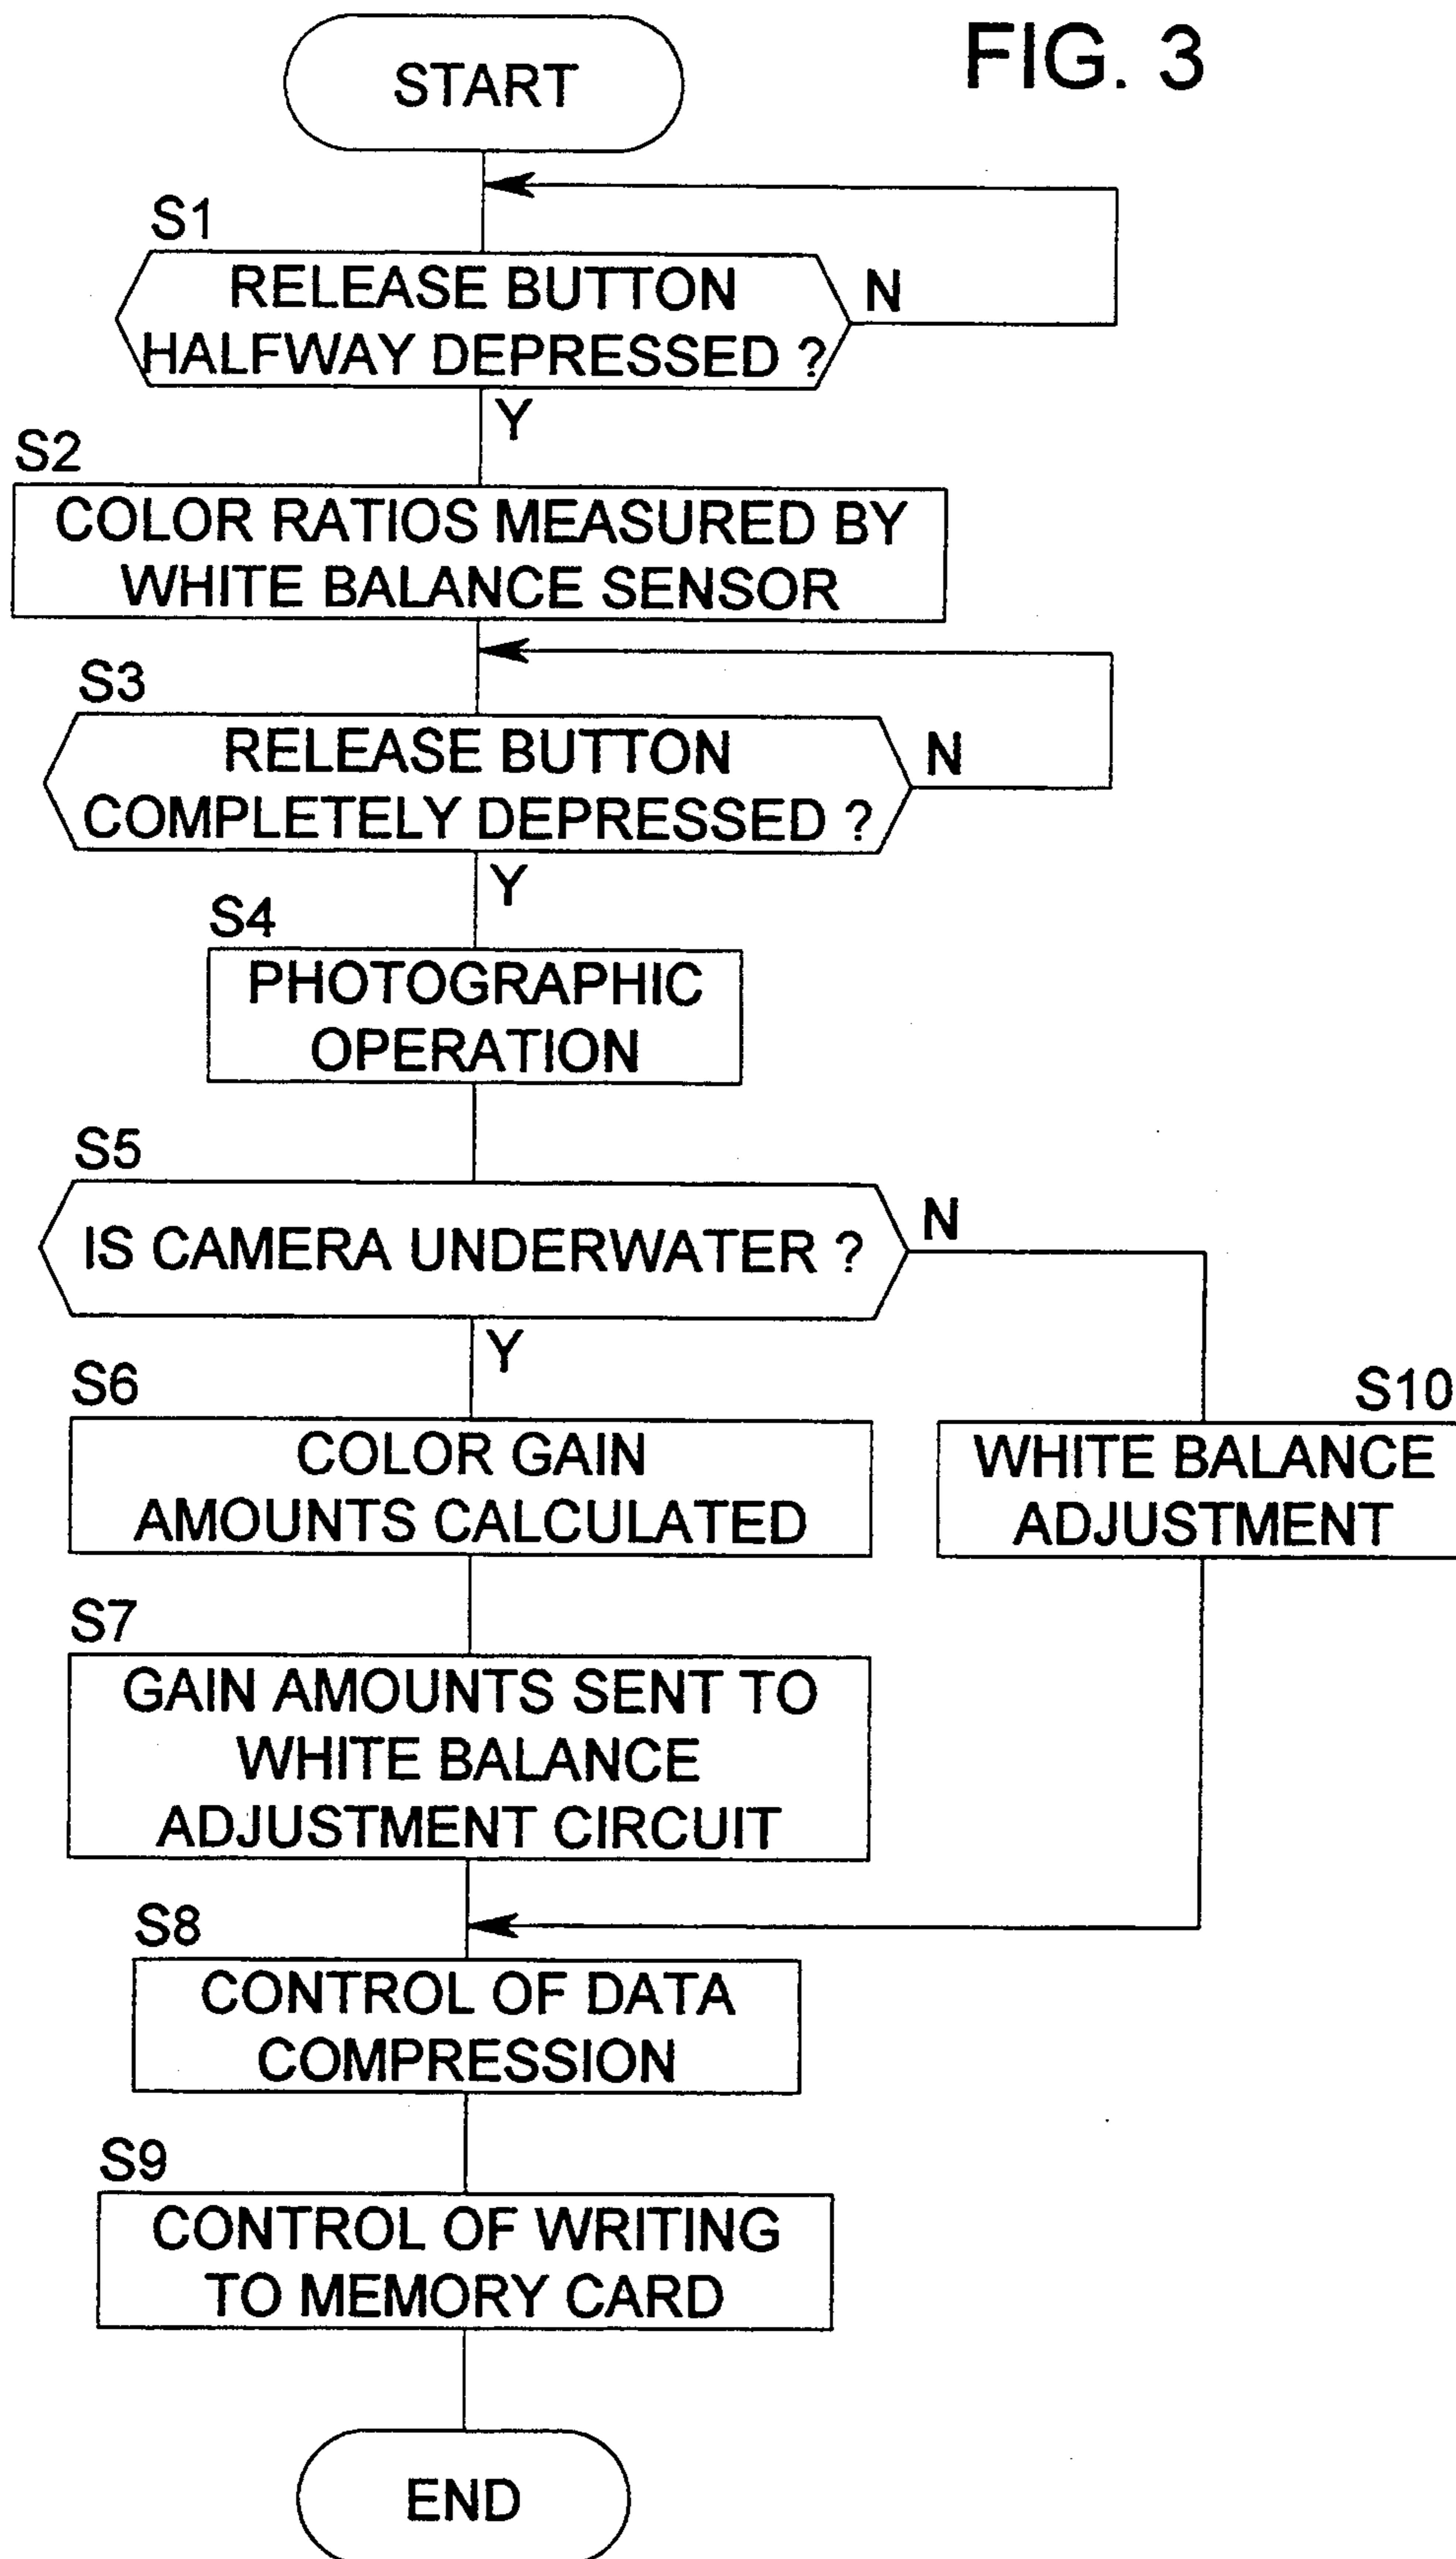 FIG. 3
START
S1
RELEASE BUTTON
HALFWAY DEPRESSED ?
N
Y
S2
COLOR RATIOS MEASURED BY
WHITE BALANCE SENSOR
S3
RELEASE BUTTON
COMPLETELY DEPRESSED ?
N
Y
S4
PHOTOGRAPHIC
OPERATION
S5
IS CAMERA UNDERWATER ?
N
Y
S6
COLOR GAIN
AMOUNTS CALCULATED
S10
WHITE BALANCE
ADJUSTMENT
S7
GAIN AMOUNTS SENT TO
WHITE BALANCE
ADJUSTMENT CIRCUIT
S8
CONTROL OF DATA
COMPRESSION
S9
CONTROL OF WRITING
TO MEMORY CARD
END